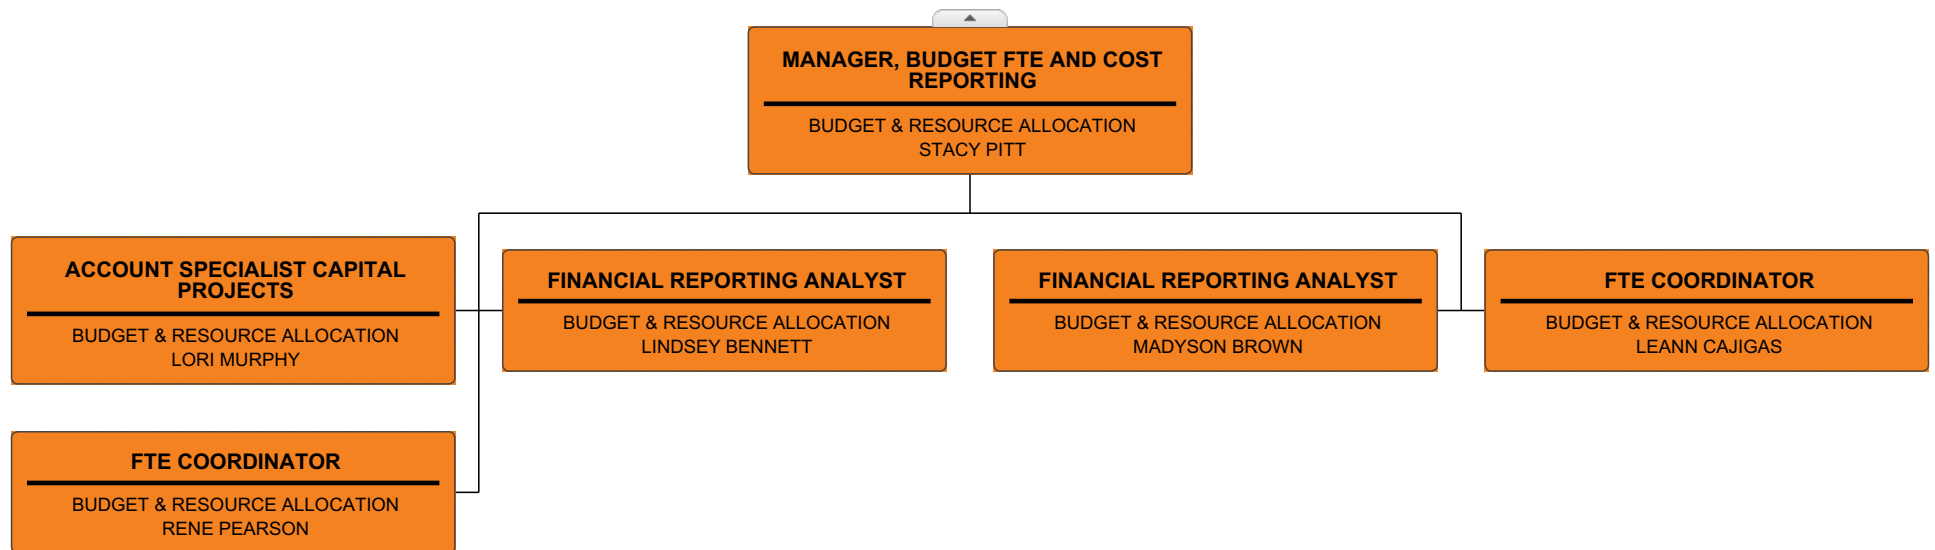 MANAGER, BUDGET FTE AND COST
REPORTING
BUDGET & RESOURCE ALLOCATION
STACY PITT
ACCOUNT SPECIALIST CAPITAL
PROJECTS
BUDGET & RESOURCE ALLOCATION
LORI MURPHY
FINANCIAL REPORTING ANALYST
BUDGET & RESOURCE ALLOCATION
LINDSEY BENNETT
FINANCIAL REPORTING ANALYST
BUDGET & RESOURCE ALLOCATION
MADYSON BROWN
FTE COORDINATOR
BUDGET & RESOURCE ALLOCATION
LEANN CAJIGAS
FTE COORDINATOR
BUDGET & RESOURCE ALLOCATION
RENE PEARSON